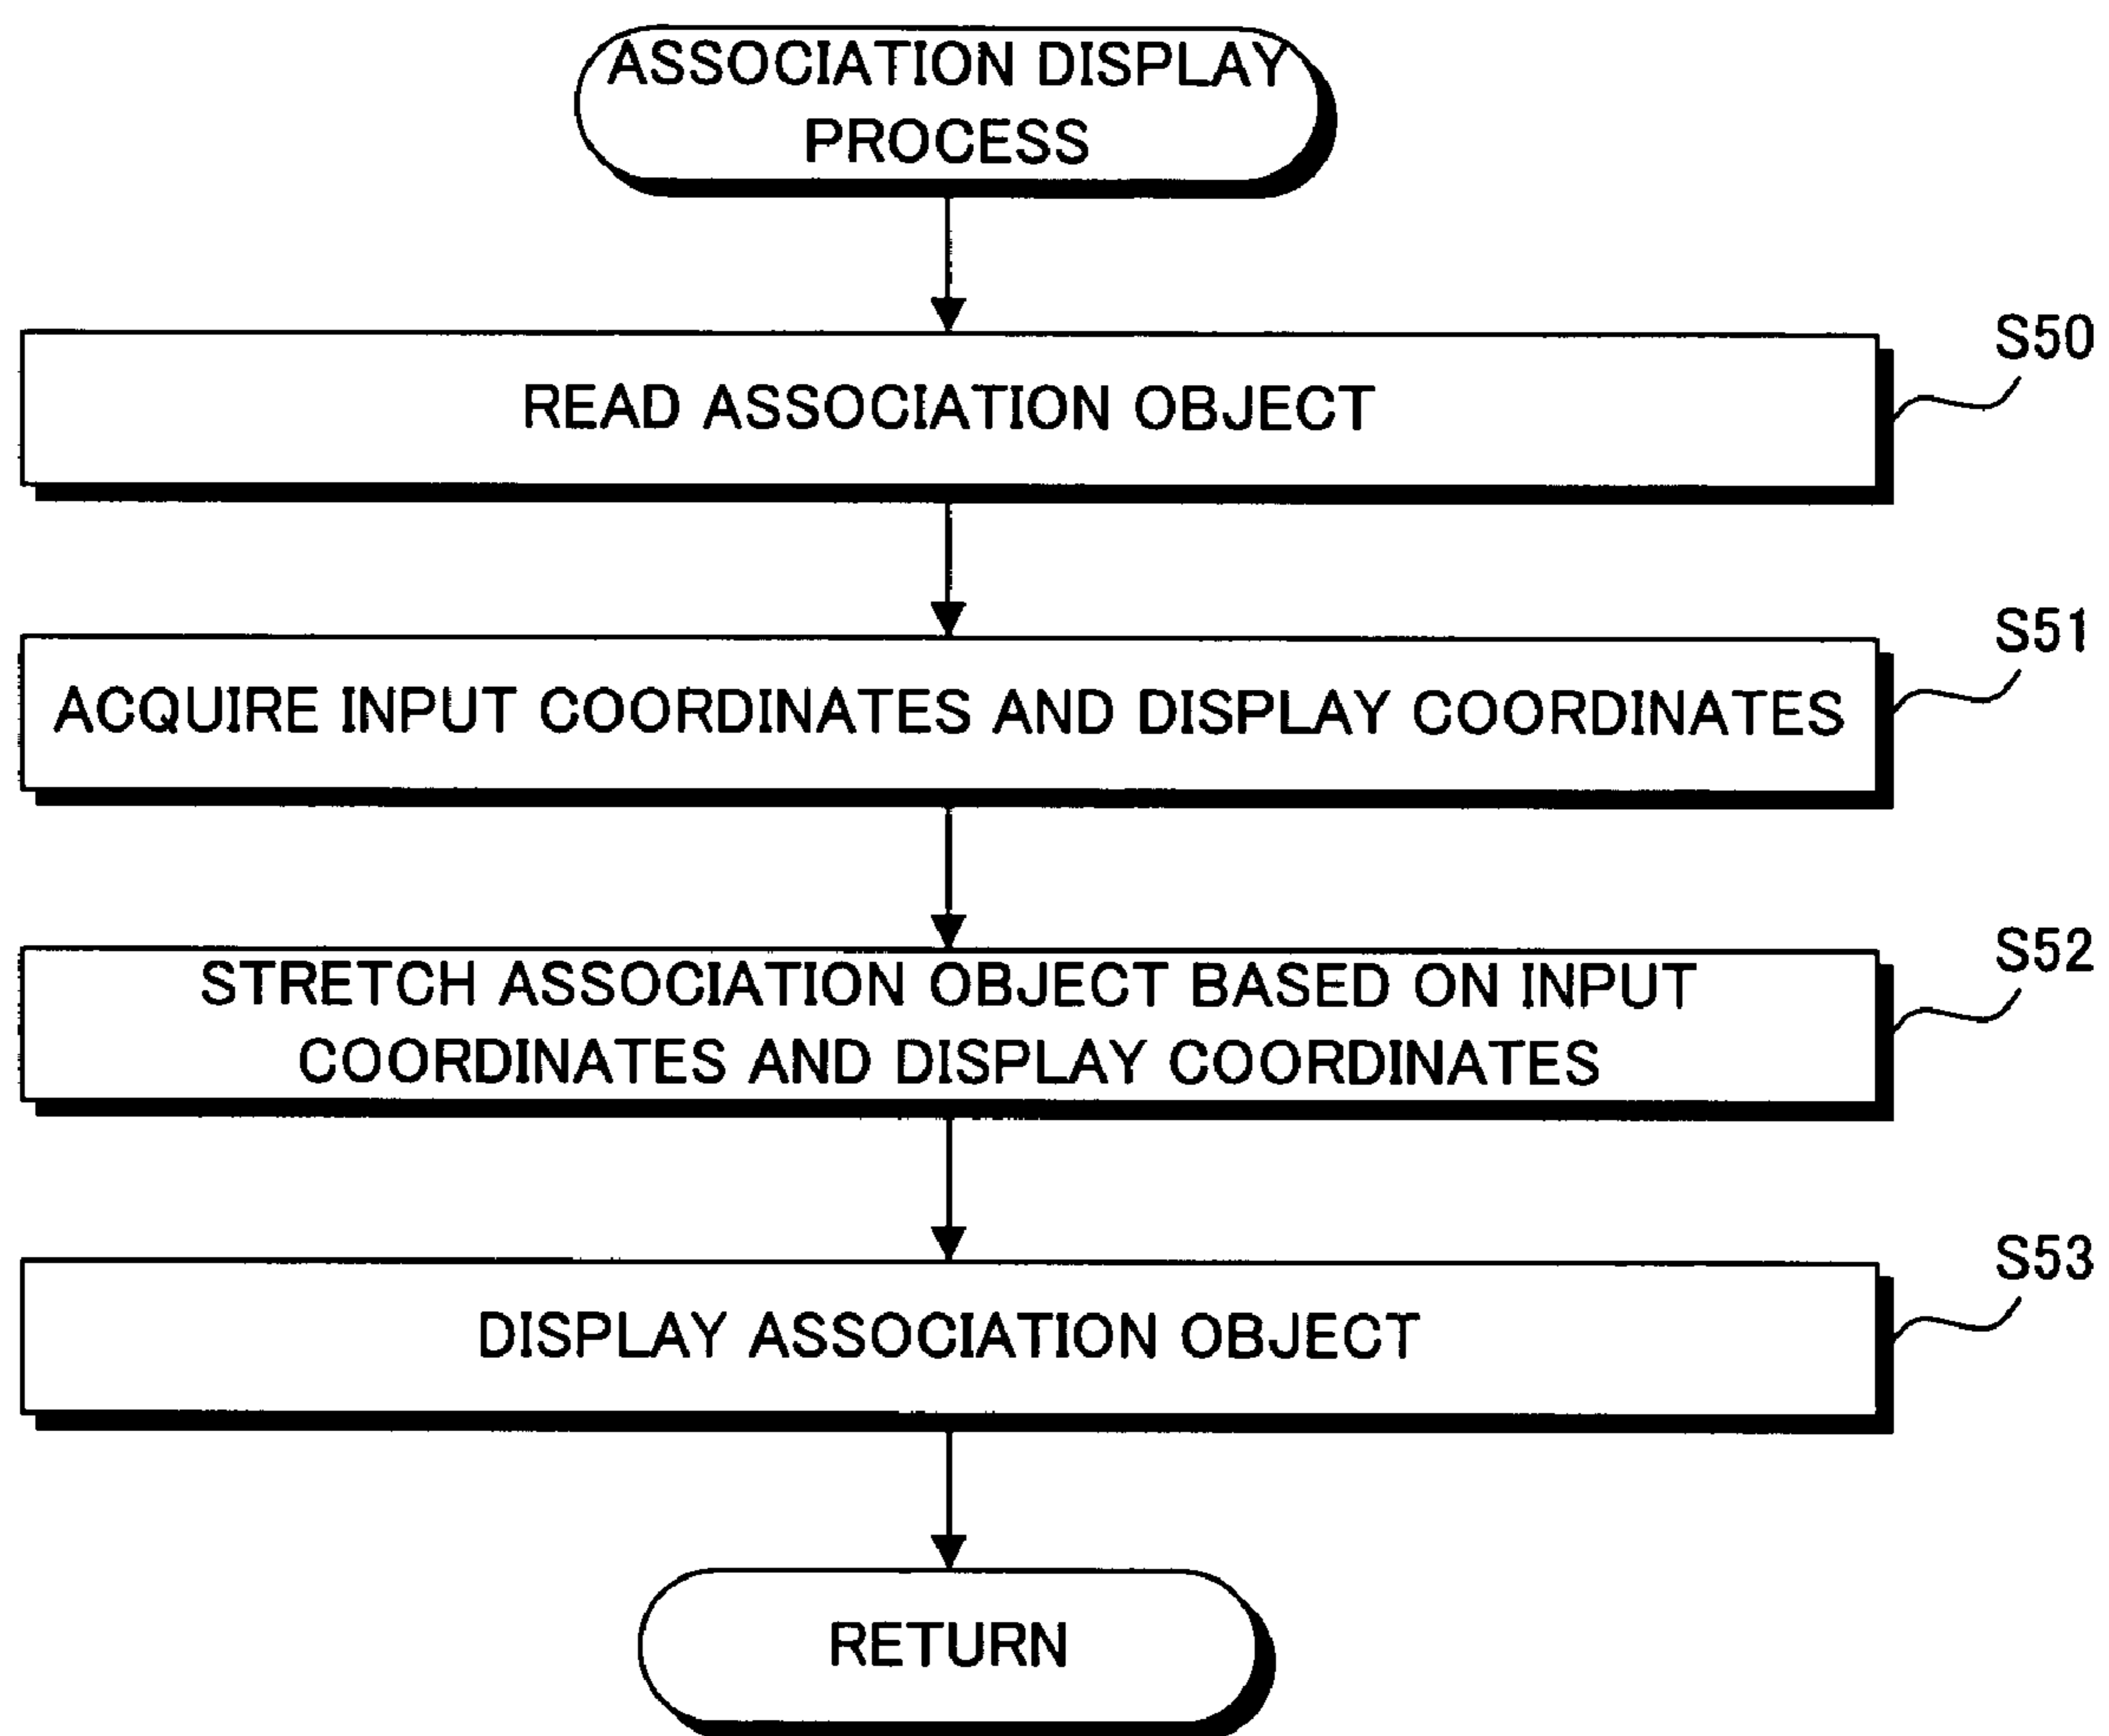 ASSOCIATION DISPLAY
PROCESS
S50
READ ASSOCIATION OBJECT
S51
ACQUIRE INPUT COORDINATES AND DISPLAY COORDINATES
S52
STRETCH ASSOCIATION OBJECT BASED ON INPUT
COORDINATES AND DISPLAY COORDINATES
S53
DISPLAY ASSOCIATION OBJECT
RETURN